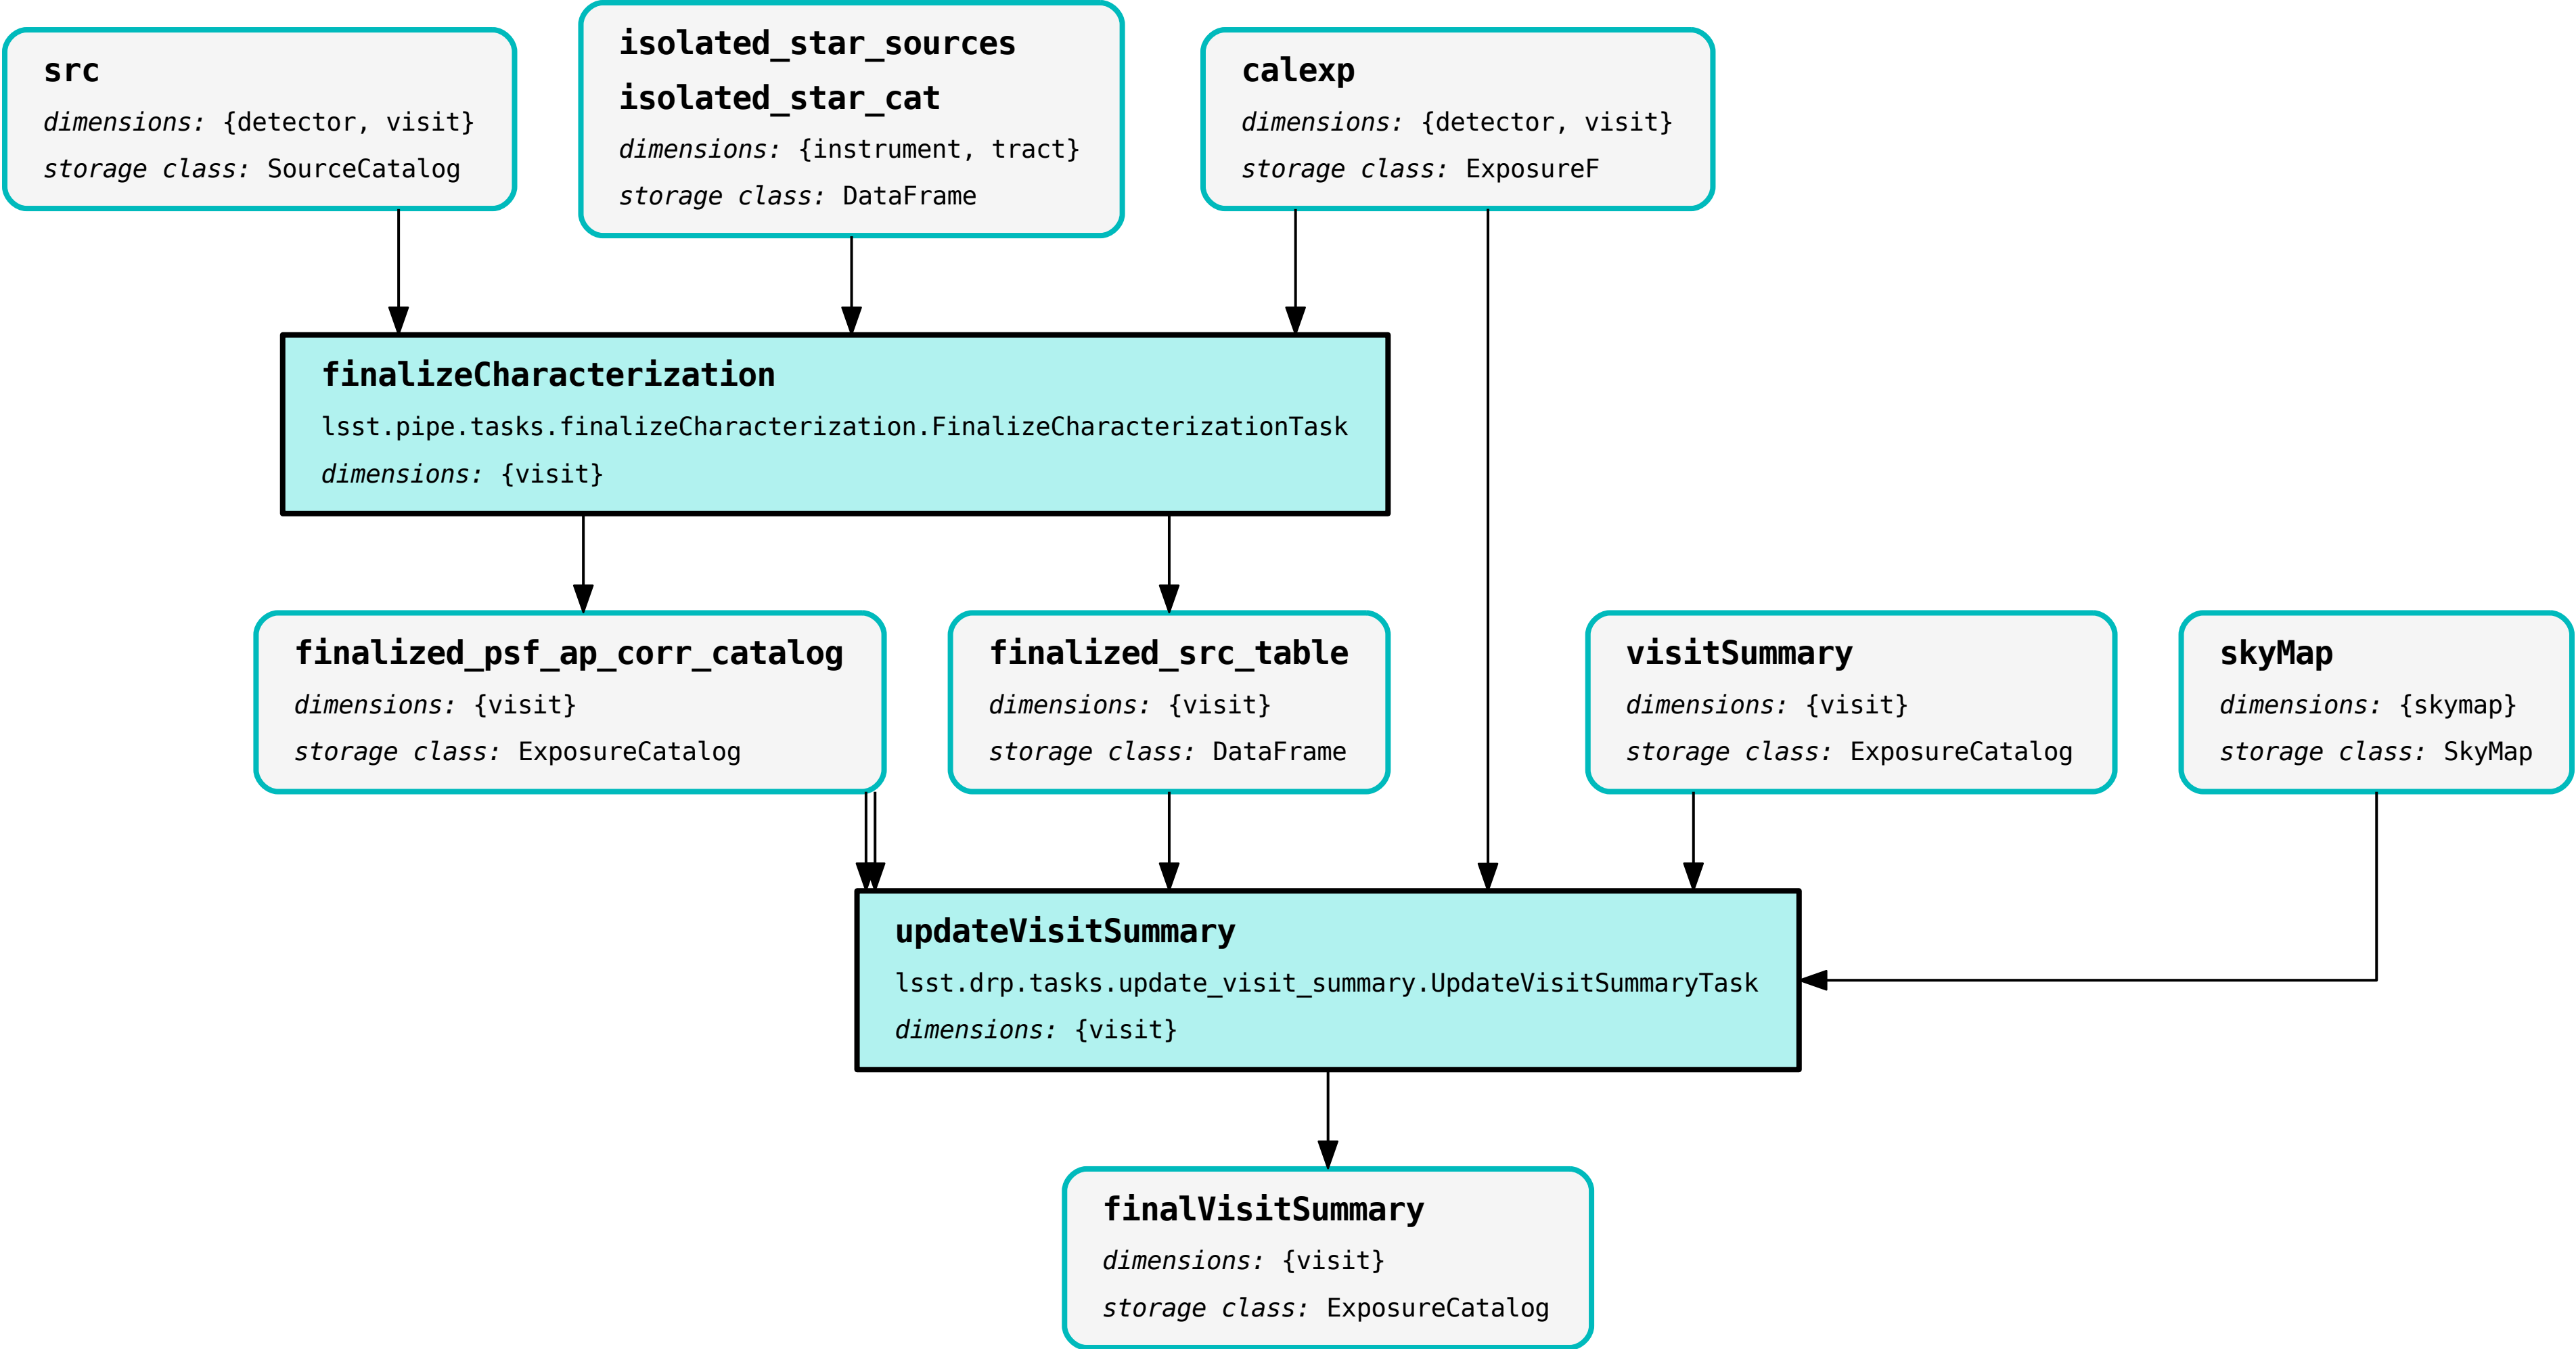 src
dimensions: {detector, visit}
storage class: SourceCatalog
isolated_star_sources
isolated_star_cat
dimensions: {instrument, tract}
storage class: DataFrame
calexp
dimensions: {detector, visit}
storage class: ExposureF
finalizeCharacterization
lsst.pipe.tasks.finalizeCharacterization.FinalizeCharacterizationTask
dimensions: {visit}
finalized_psf_ap_corr_catalog
dimensions: {visit}
storage class: ExposureCatalog
finalized_src_table
dimensions: {visit}
storage class: DataFrame
visitSummary
dimensions: {visit}
storage class: ExposureCatalog
skyMap
dimensions: {skymap}
storage class: SkyMap
updateVisitSummary
lsst.drp.tasks.update_visit_summary.UpdateVisitSummaryTask
dimensions: {visit}
finalVisitSummary
dimensions: {visit}
storage class: ExposureCatalog